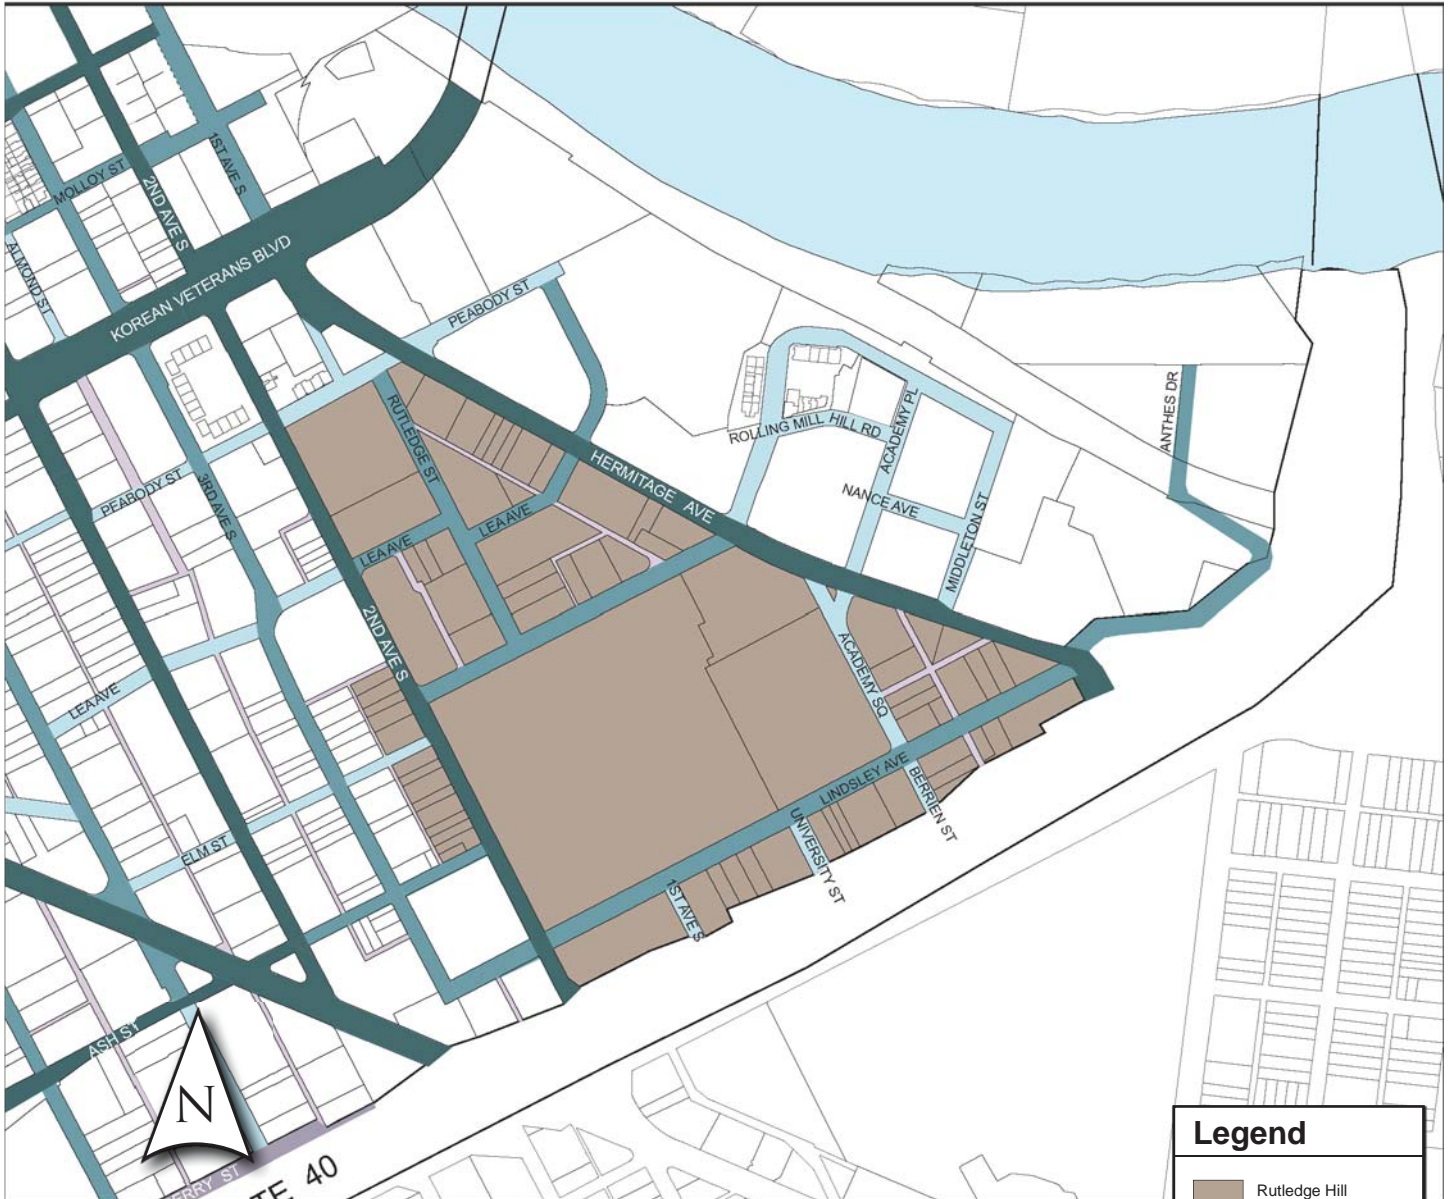 1ST AVE S
MOLLOY ST
2ND AVE S
ALMOND ST
KOREAN VETERANS BLVD
PEABODY ST
ANTHES DR
RUTLEDGE ST
ROLLING MILL HILL RD
ACADEMY PL
HERMITAGE AVE
PEABODY ST
3RD AVE S
NANCE AVE
LEA AVE
LEA AVE
MIDDLETON ST
2ND AVE S
ACADEMY SQ
LEA AVE
LINDSLEY AVE
BERRIEN ST
UNIVERSITY ST
ELM ST
1ST AVE S
ASH ST
N
Legend
Rutledge Hill
40